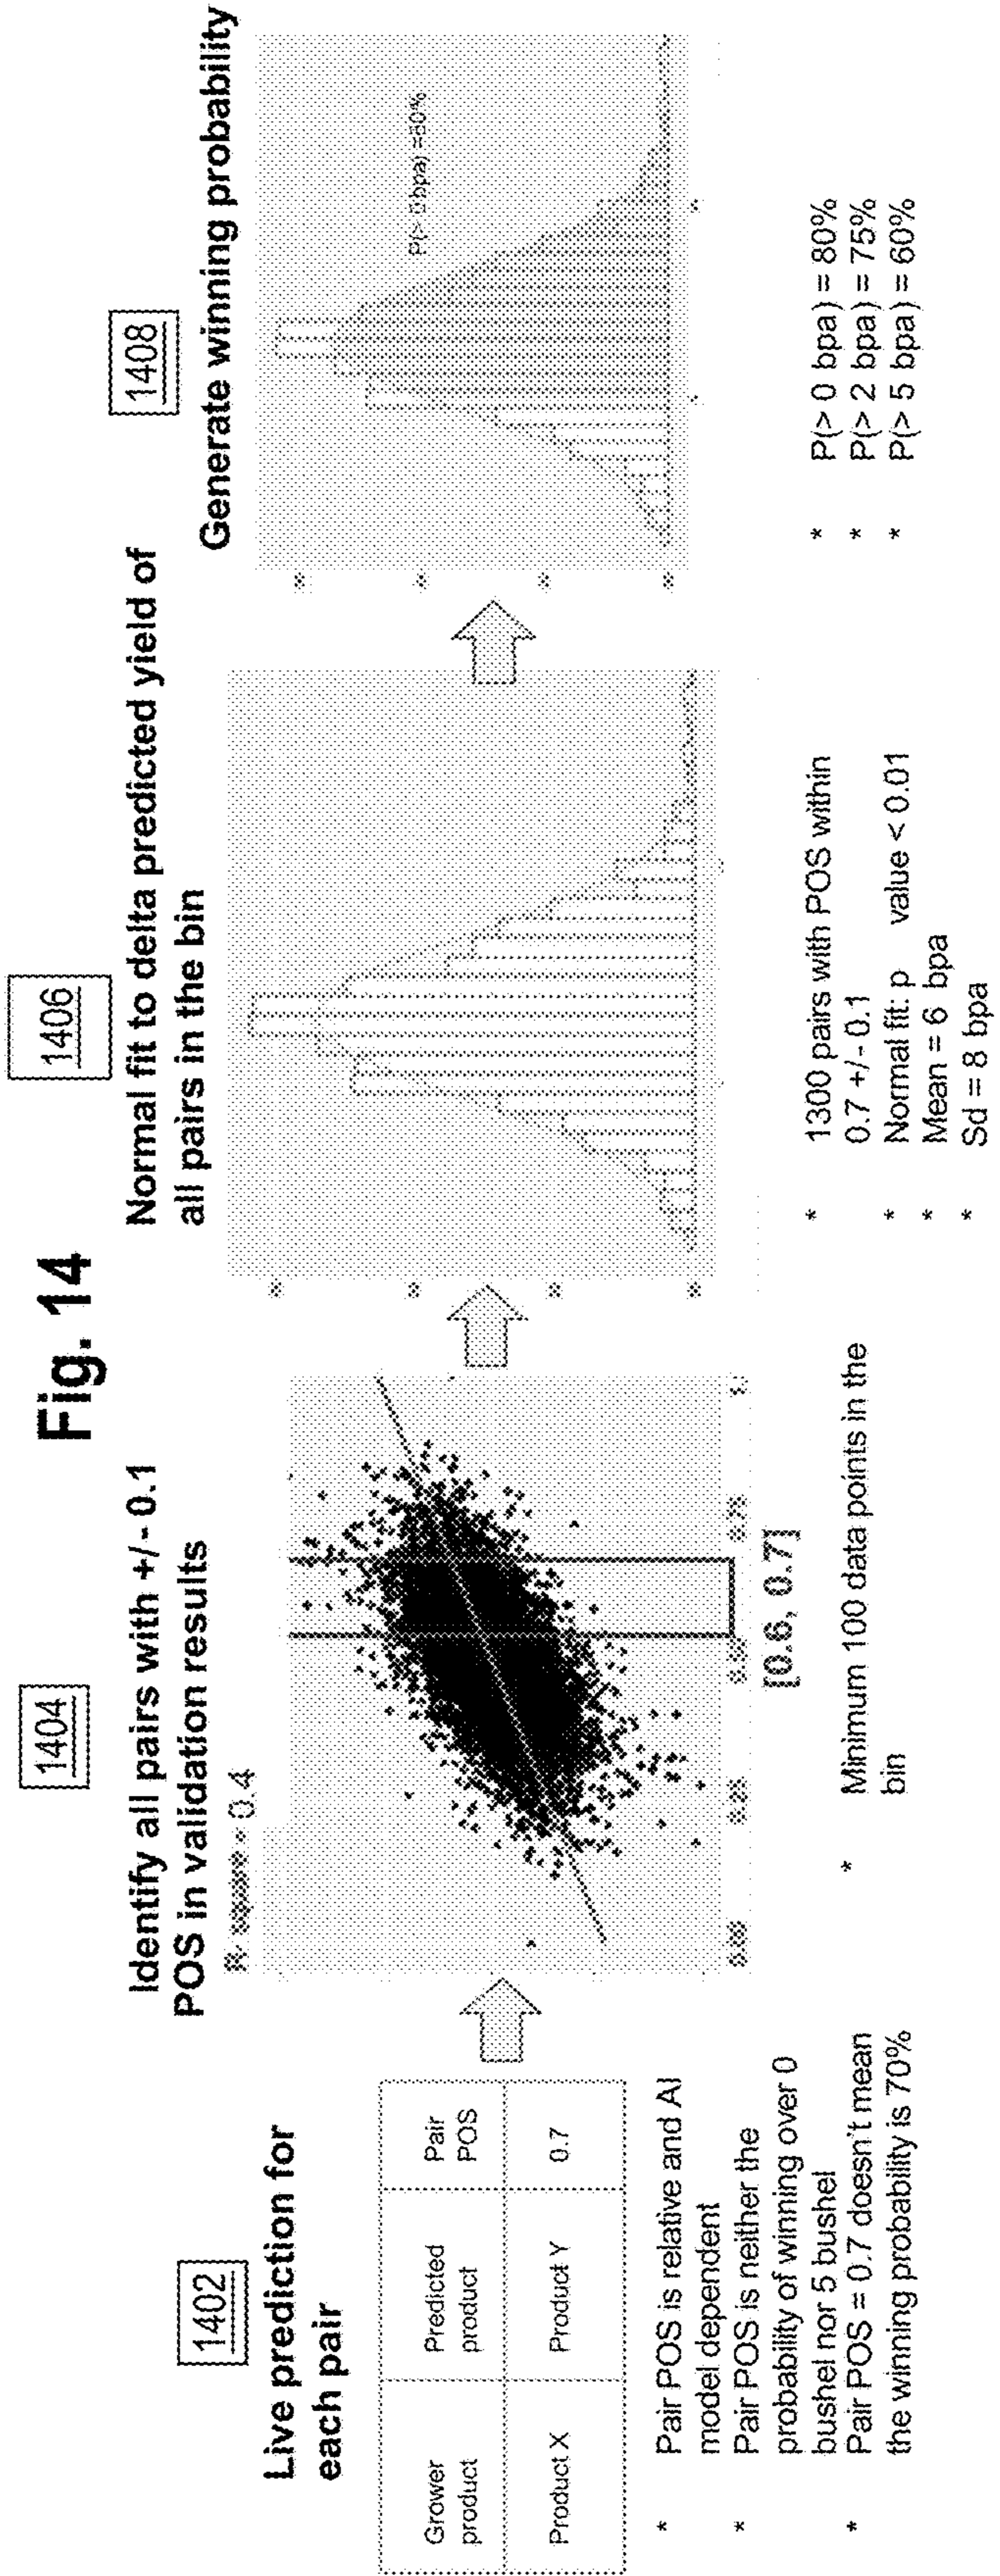 Fig. 14
1402
Live prediction for
each pair
Grower
product
Predicted
product
Pair
POS
Product X
Product Y
0.7
* Pair POS is relative and AI
model dependent
* Pair POS is neither the
probability of winning over 0
bushel nor 5 bushel
* Pair POS = 0.7 doesn't mean
the winning probability is 70%
1404
Identify all pairs with +/- 0.1
POS in validation results
R- square = 0.4
[0.6, 0.7]
* Minimum 100 data points in the
bin
1406
Normal fit to delta predicted yield of
all pairs in the bin
* 1300 pairs with POS within
0.7 +/- 0.1
* Normal fit: p value < 0.01
* Mean = 6 bpa
* Sd = 8 bpa
1408
Generate winning probability
P(> 0 bpa) =80%
* P(> 0 bpa) = 80%
* P(> 2 bpa) = 75%
* P(> 5 bpa) = 60%